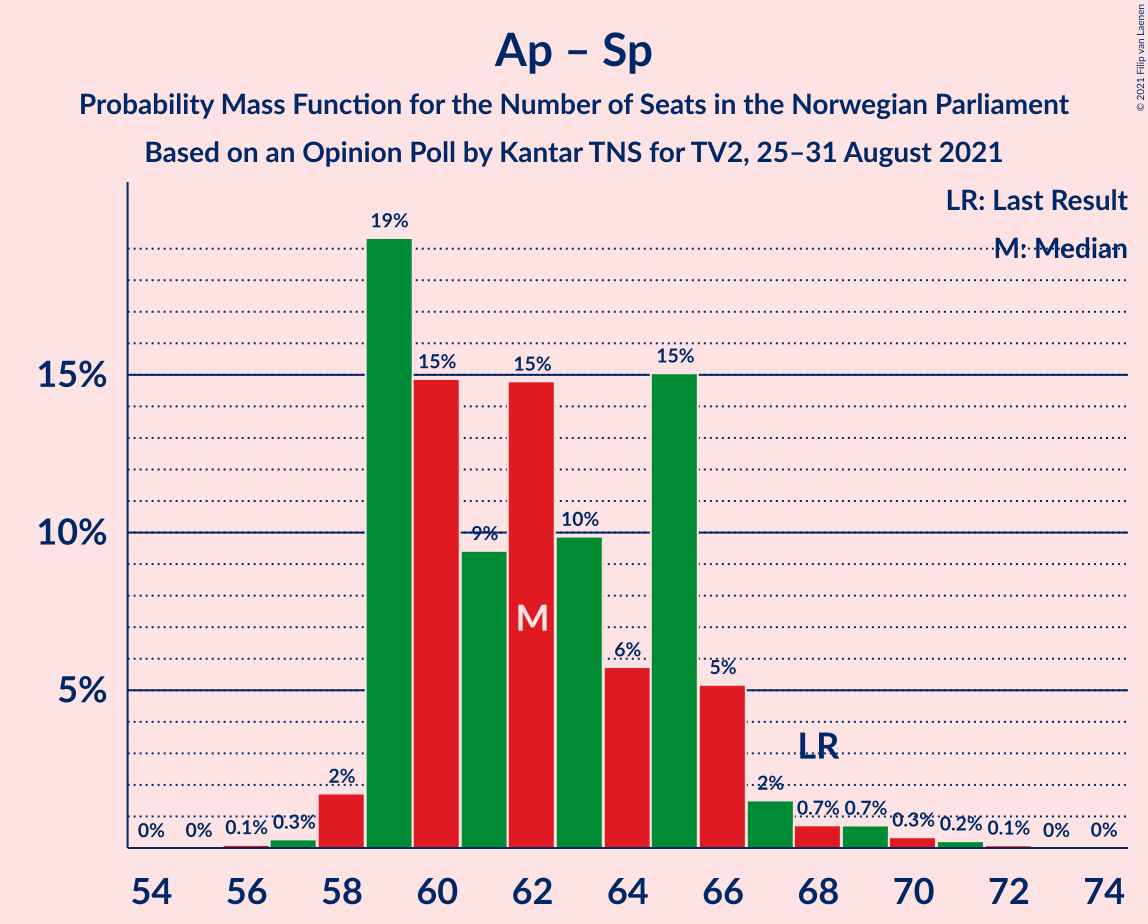 Ap – Sp
Probability Mass Function for the Number of Seats in the Norwegian Parliament
Based on an Opinion Poll by Kantar TNS for TV2, 25–31 August 2021
© 2021 Filip van Laenen
LR: Last Result
M: Median
15%
10%
5%
0%
0%
0.1%
0.3%
2%
19%
15%
9%
15%
10%
6%
15%
5%
2%
0.7%
0.7%
0.3%
0.2%
0.1%
0%
0%
M
LR
54 56 58 60 62 64 66 68 70 72 74